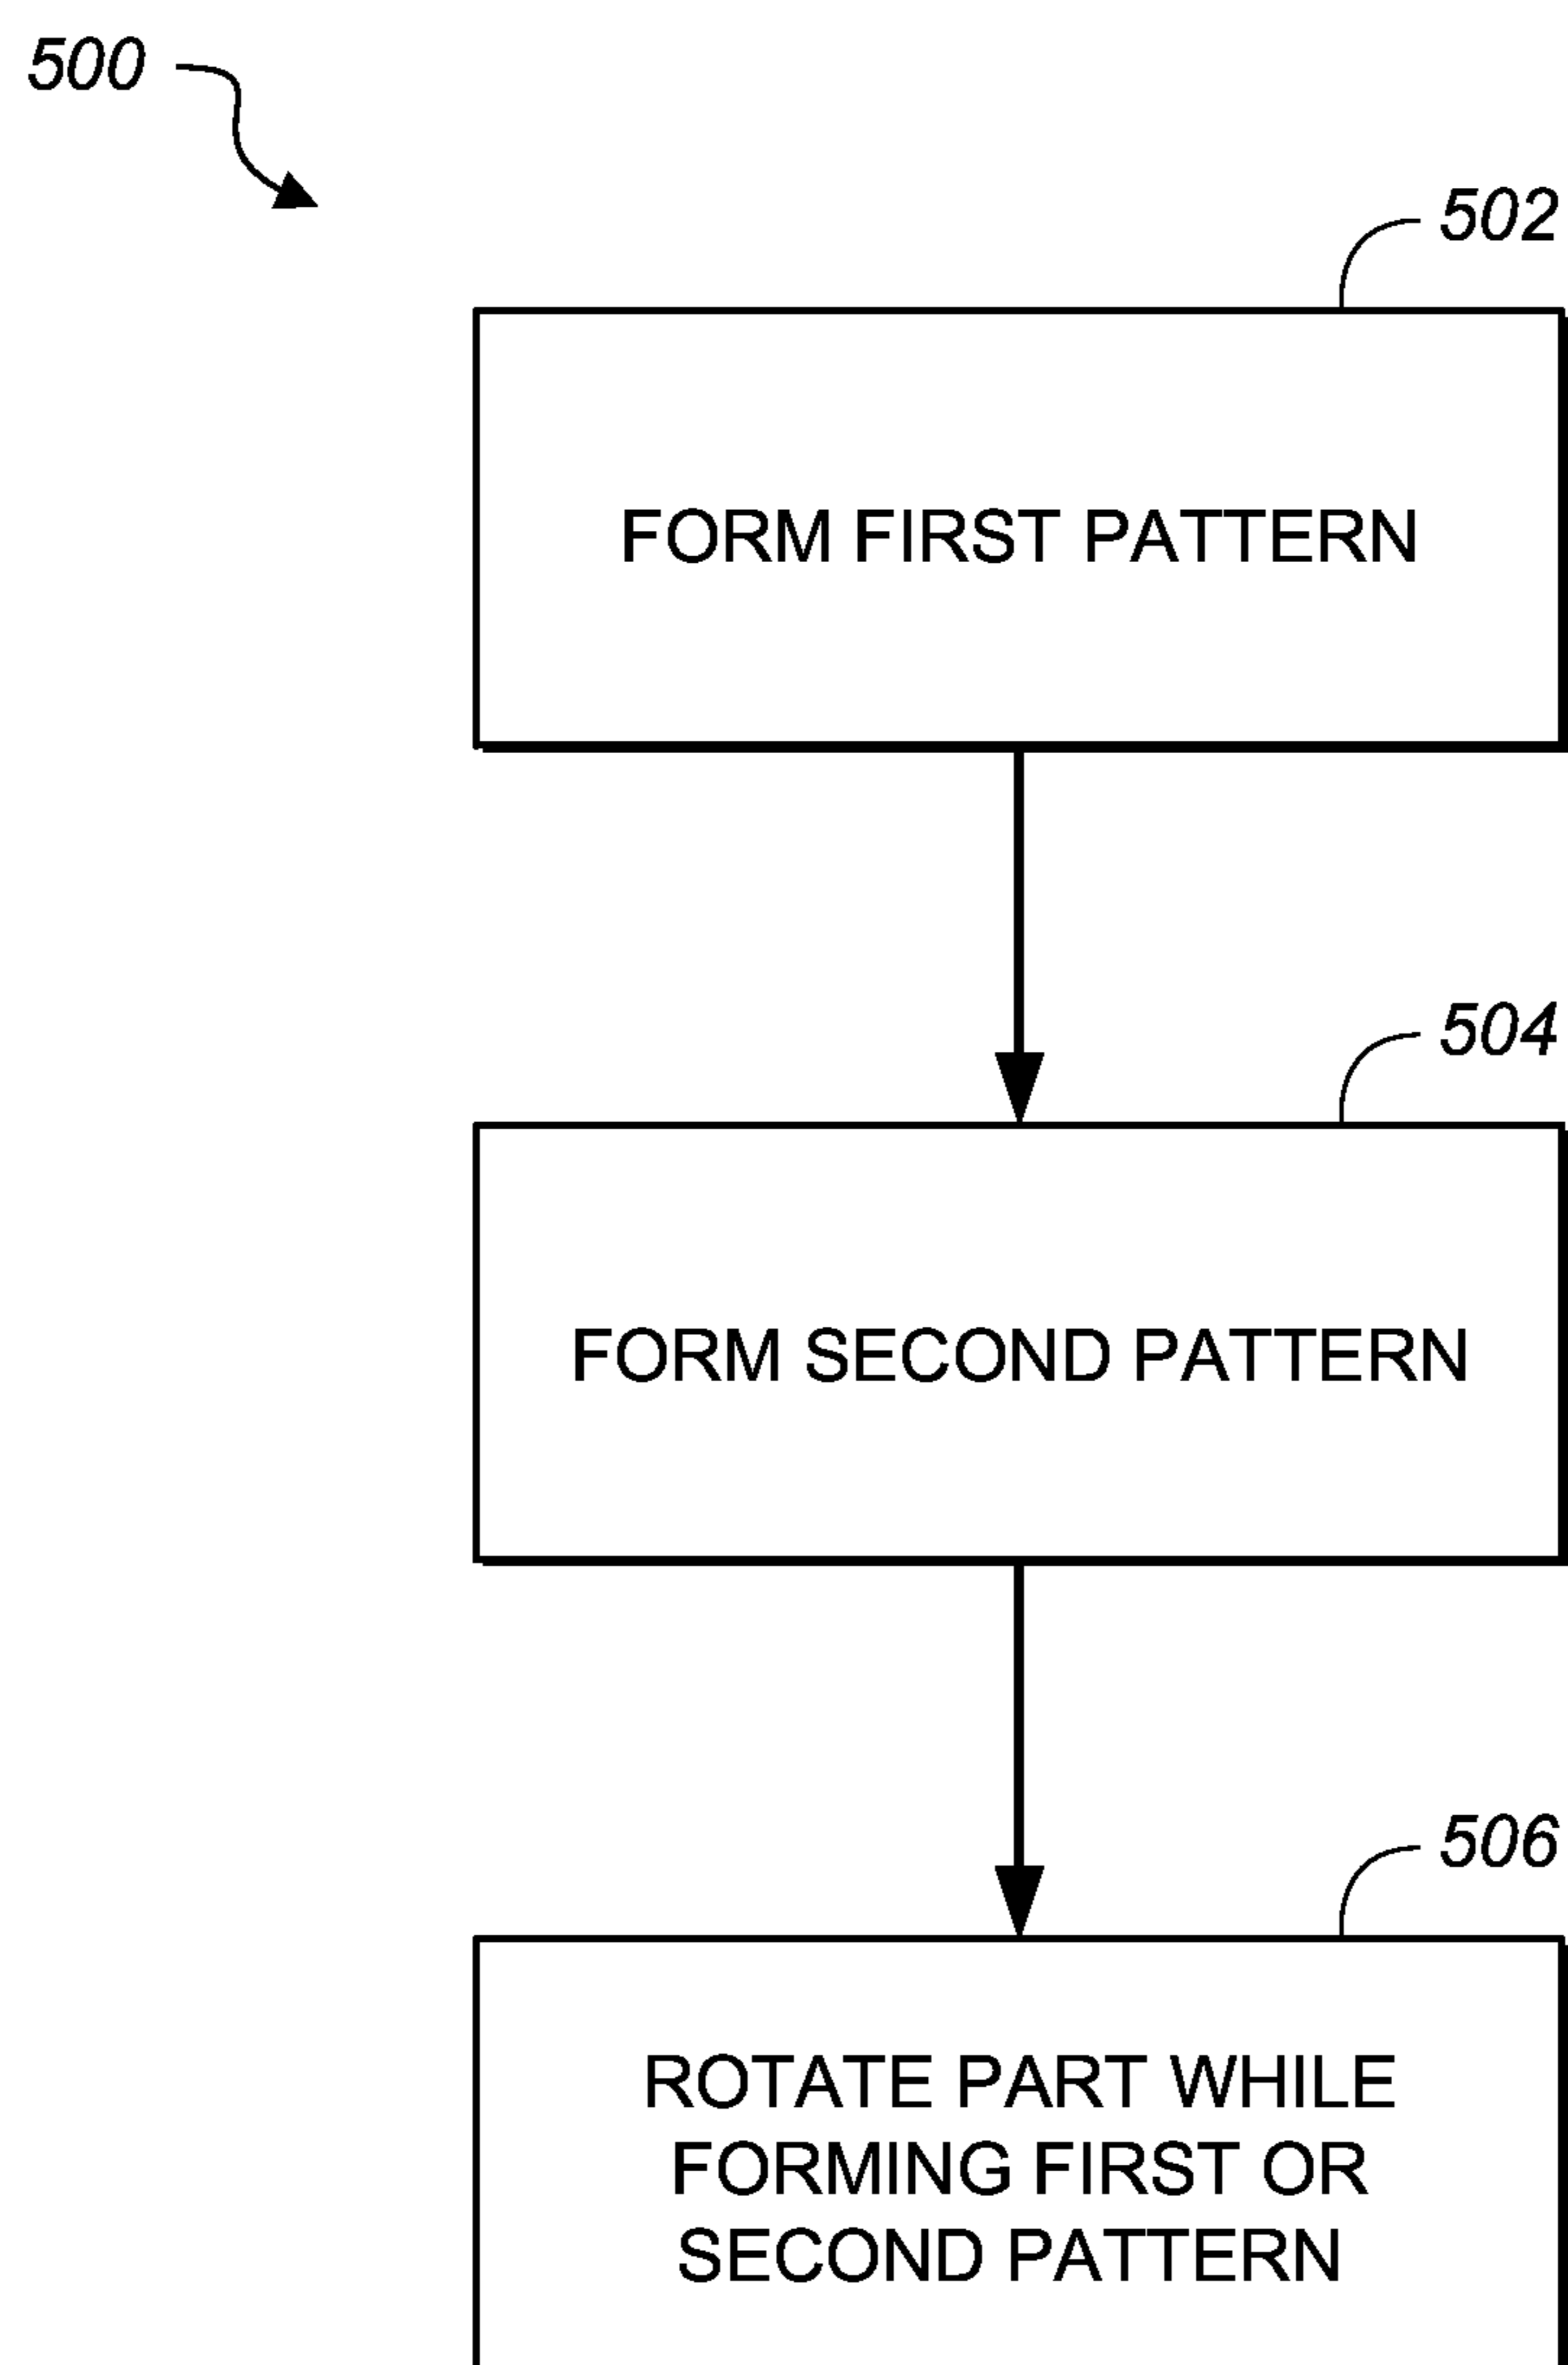 500
502
FORM FIRST PATTERN
504
FORM SECOND PATTERN
506
ROTATE PART WHILE
FORMING FIRST OR
SECOND PATTERN